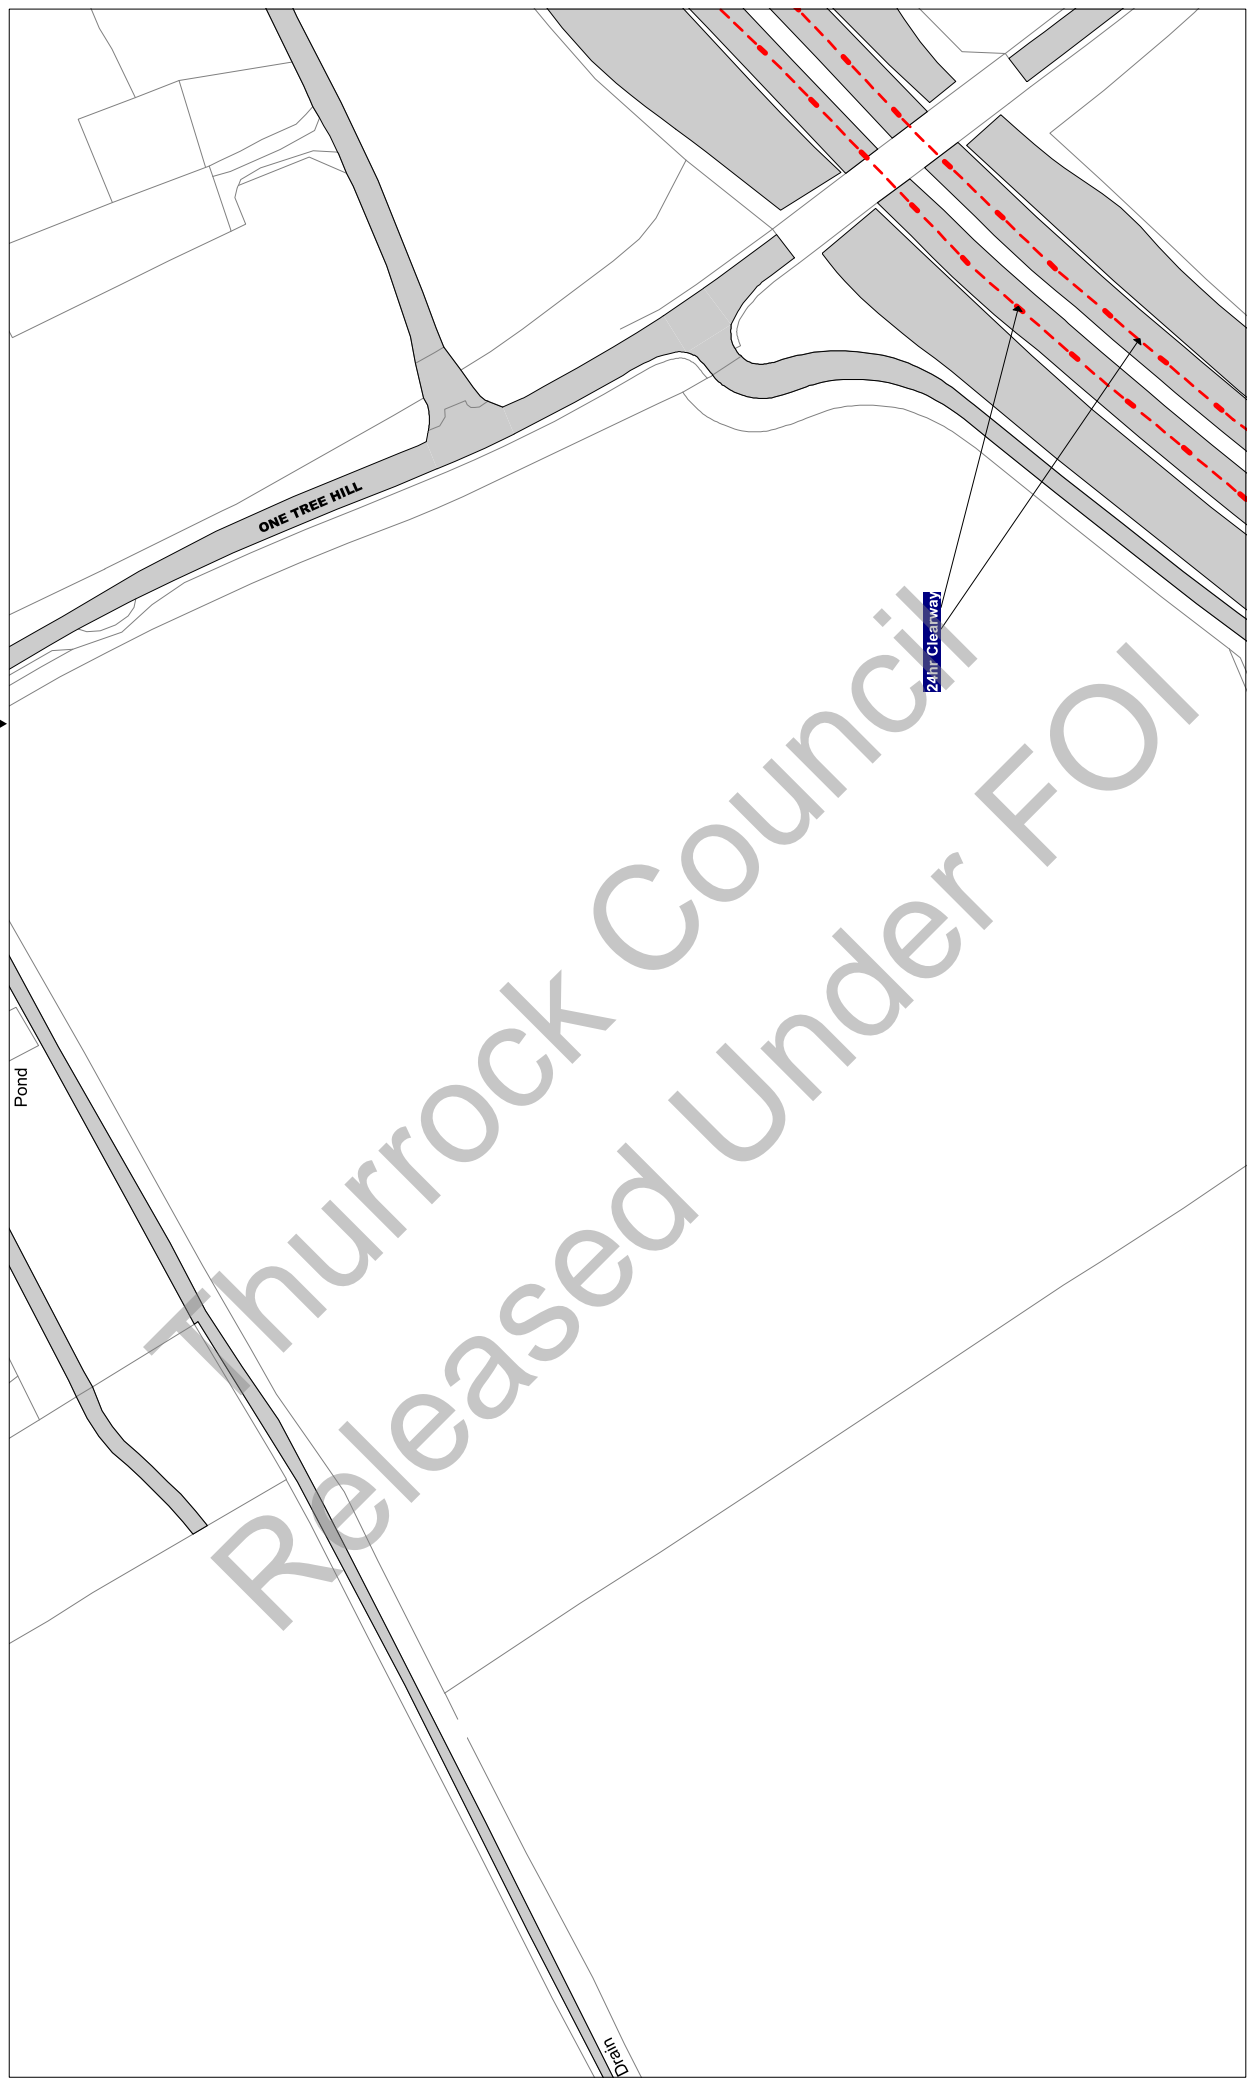 ONE TREE HILL
24hr Clearway
Thurrock Council
Released Under FOI
Pond
Drain